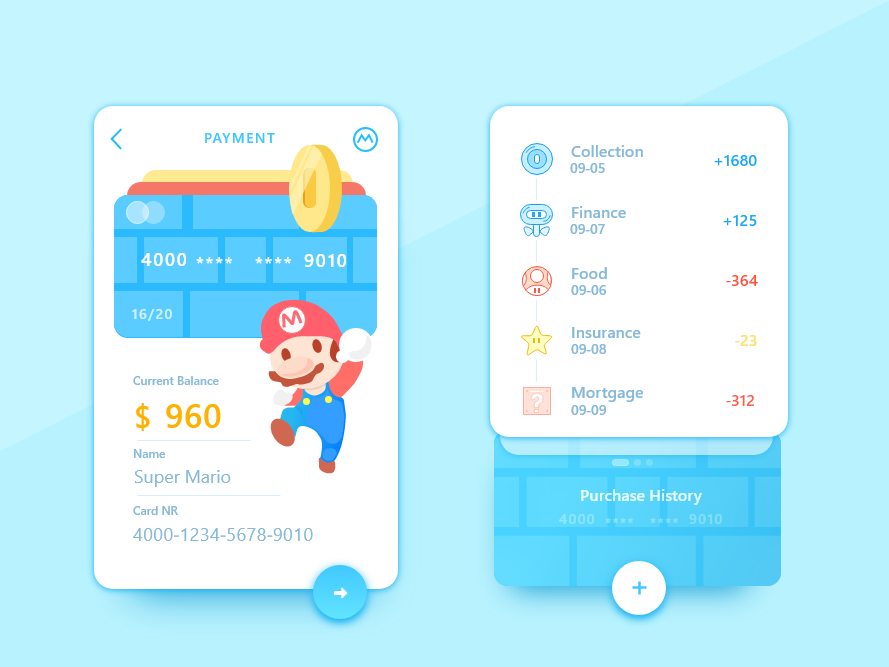 PAYMENT
4000 **** **** 9010
16/20
M
Current Balance
$ 960
Name
Super Mario
Card NR
4000-1234-5678-9010
Collection
09-05
+1680
Finance
09-07
+125
Food
09-06
-364
Insurance
09-08
-23
?
Mortgage
09-09
-312
Purchase History
4000 **** **** 9010